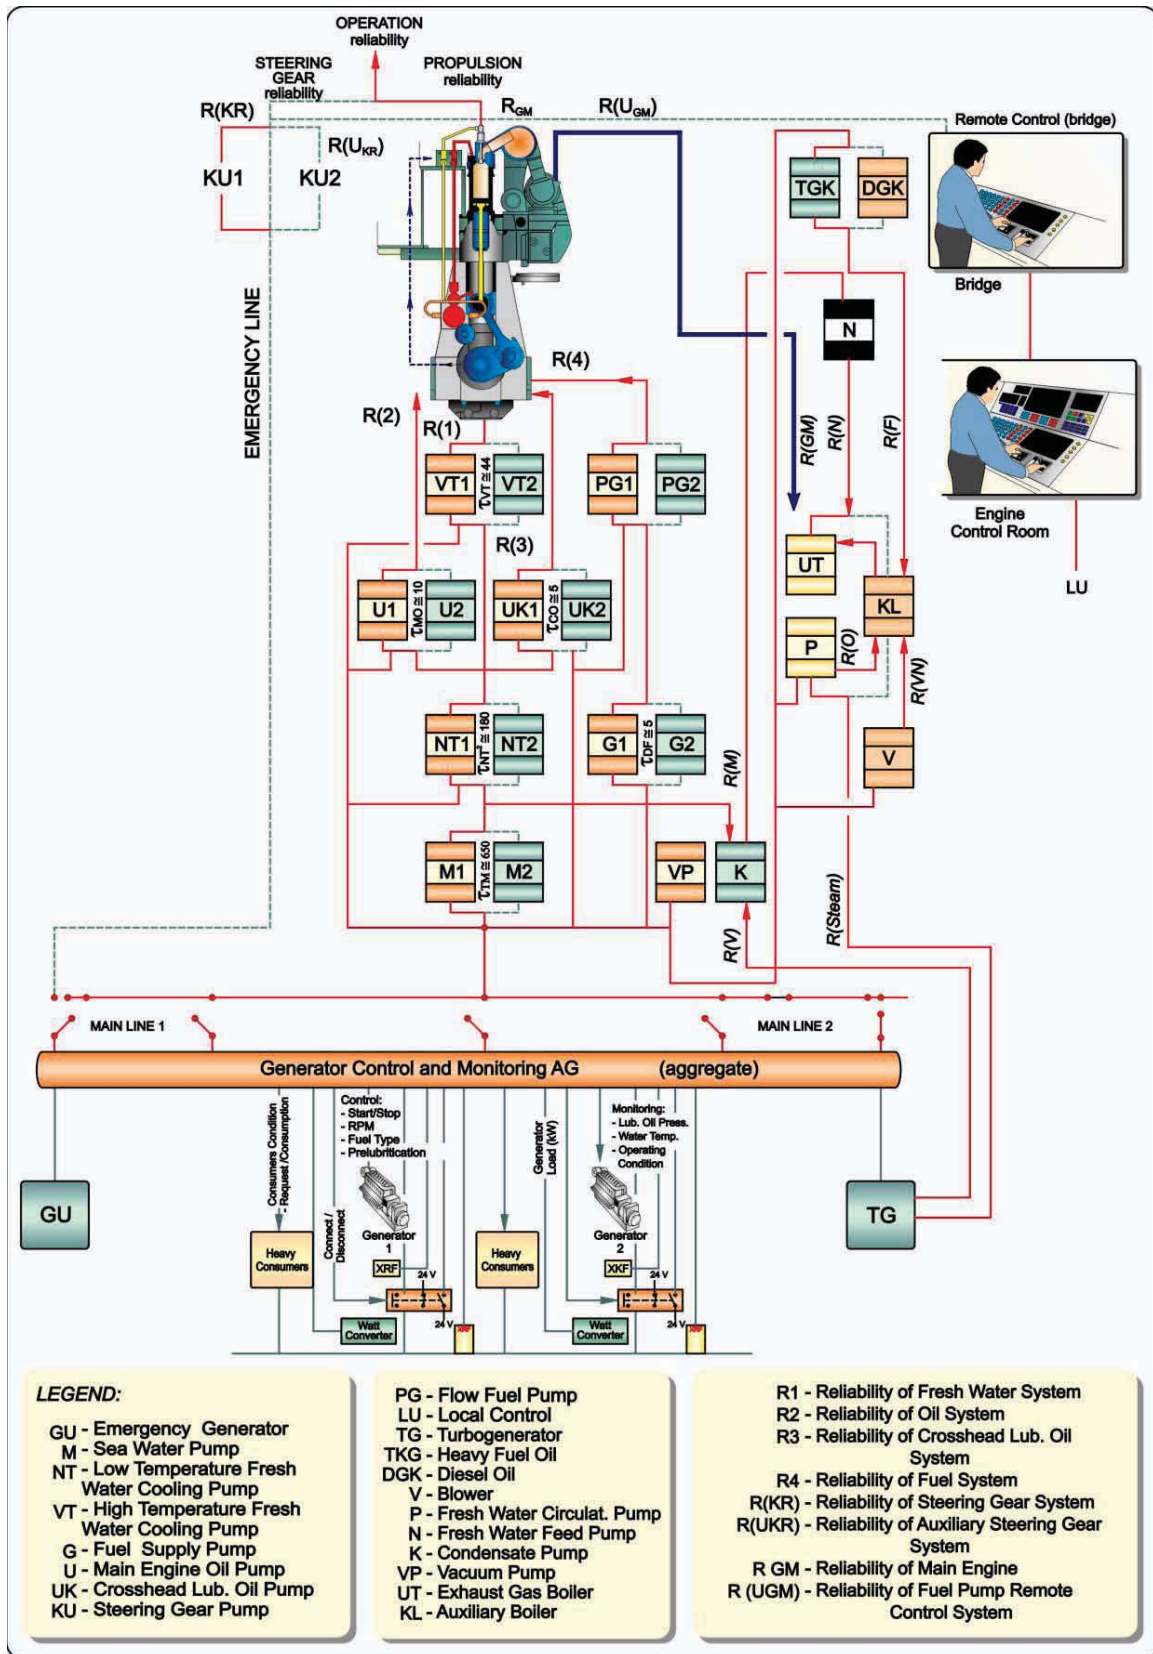 OPERATION
reliability
STEERING
GEAR
reliability
PROPULSION
reliability
R(KR)
R(UKR)
KU1
KU2
RGM
R(UGM)
Remote Control (bridge)
TGK
DGK
Bridge
N
EMERGENCY LINE
R(4)
R(2)
R(1)
R(GM)
R(N)
R(F)
Engine
Control Room
LU
VT1
τVT≅44
VT2
PG1
PG2
R(3)
UT
U1
τMO≅10
U2
UK1
τCO≅5
UK2
KL
P
R(O)
R(VN)
NT1
τNT²≅180
NT2
G1
τDF≅5
G2
R(M)
V
M1
τTM≅650
M2
VP
K
R(V)
R(Steam)
MAIN LINE 1
MAIN LINE 2
Generator Control and Monitoring AG (aggregate)
Consumers Condition
- Request /Consumption
Control:
- Start/Stop
- RPM
- Fuel Type
- Prelubritication
Connect /
Disconnect
Generator
Load (kW)
Monitoring:
- Lub. Oil Press.
- Water Temp.
- Operating
Condition
GU
TG
Generator
1
Generator
2
Heavy
Consumers
Heavy
Consumers
XRF
24 V
XKF
24 V
Watt
Converter
24 V
Watt
Converter
24 V
LEGEND:
GU - Emergency Generator
M - Sea Water Pump
NT - Low Temperature Fresh
Water Cooling Pump
VT - High Temperature Fresh
Water Cooling Pump
G - Fuel Supply Pump
U - Main Engine Oil Pump
UK - Crosshead Lub. Oil Pump
KU - Steering Gear Pump
PG - Flow Fuel Pump
LU - Local Control
TG - Turbogenerator
TKG - Heavy Fuel Oil
DGK - Diesel Oil
V - Blower
P - Fresh Water Circulat. Pump
N - Fresh Water Feed Pump
K - Condensate Pump
VP - Vacuum Pump
UT - Exhaust Gas Boiler
KL - Auxiliary Boiler
R1 - Reliability of Fresh Water System
R2 - Reliability of Oil System
R3 - Reliability of Crosshead Lub. Oil
System
R4 - Reliability of Fuel System
R(KR) - Reliability of Steering Gear System
R(UKR) - Reliability of Auxiliary Steering Gear
System
R GM - Reliability of Main Engine
R (UGM) - Reliability of Fuel Pump Remote
Control System